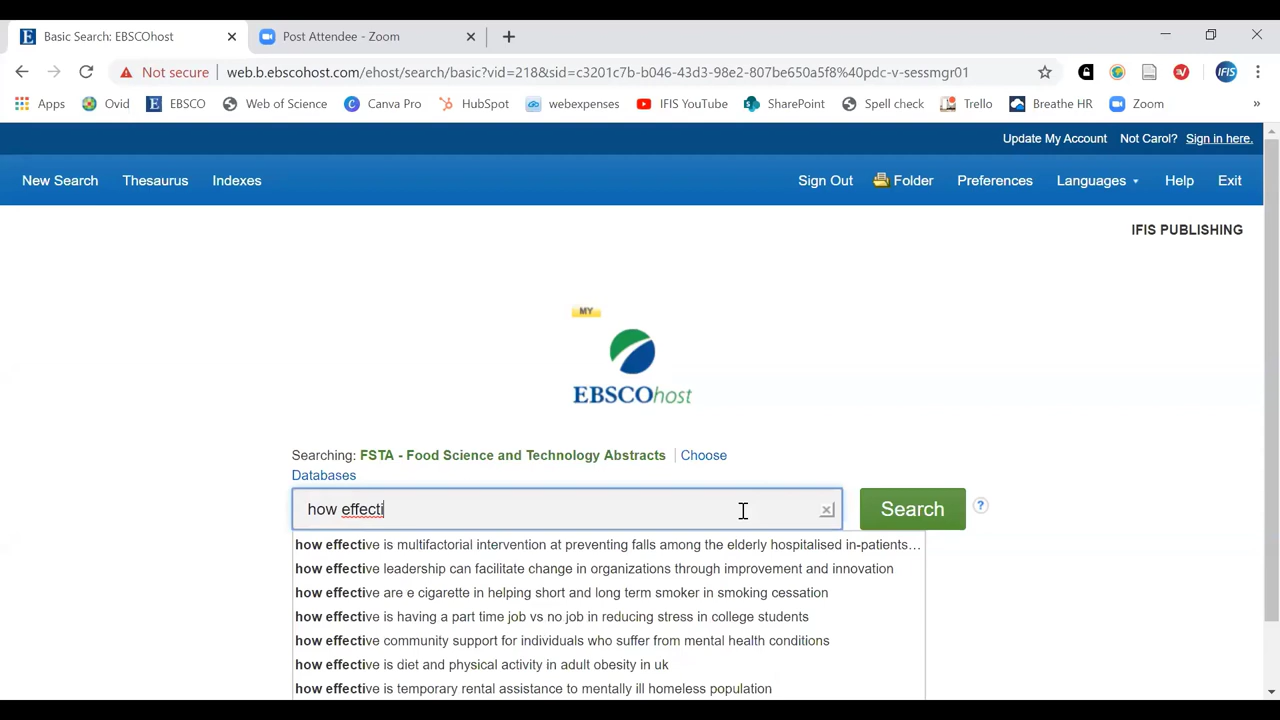 Basic Search: EBSCOhost
Post Attendee - Zoom
Not secure
web.b.ebscohost.com/ehost/search/basic?vid=218&sid=c3201c7b-b046-43d3-98e2-807be650a5f8%40pdc-v-sessmgr01
IFIS
Apps Ovid EBSCO Web of Science Canva Pro HubSpot webexpenses IFIS YouTube SharePoint Spell check Trello Breathe HR Zoom »
Update My Account Not Carol? Sign in here.
New Search Thesaurus Indexes Sign Out Folder Preferences Languages Help Exit
IFIS PUBLISHING
MY
EBSCOhost
Searching: FSTA - Food Science and Technology Abstracts Choose
Databases
how effecti
Search
?
how effective is multifactorial intervention at preventing falls among the elderly hospitalised in-patients…
how effective leadership can facilitate change in organizations through improvement and innovation
how effective are e cigarette in helping short and long term smoker in smoking cessation
how effective is having a part time job vs no job in reducing stress in college students
how effective community support for individuals who suffer from mental health conditions
how effective is diet and physical activity in adult obesity in uk
how effective is temporary rental assistance to mentally ill homeless population